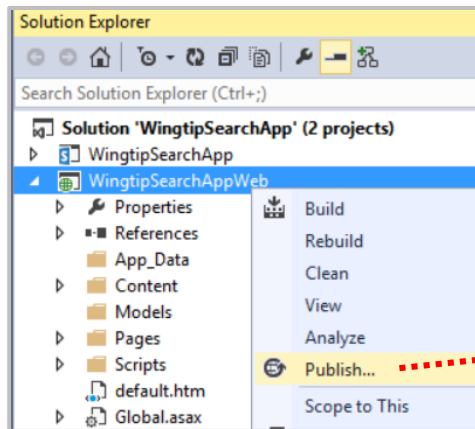 Solution Explorer
Search Solution Explorer (Ctrl+;)
Solution 'WingtipSearchApp' (2 projects)
WingtipSearchApp
WingtipSearchAppWeb
Properties
Build
References
Rebuild
App_Data
Clean
Content
View
Models
Pages
Analyze
Scripts
Publish...
default.htm
Global.asax
Scope to This